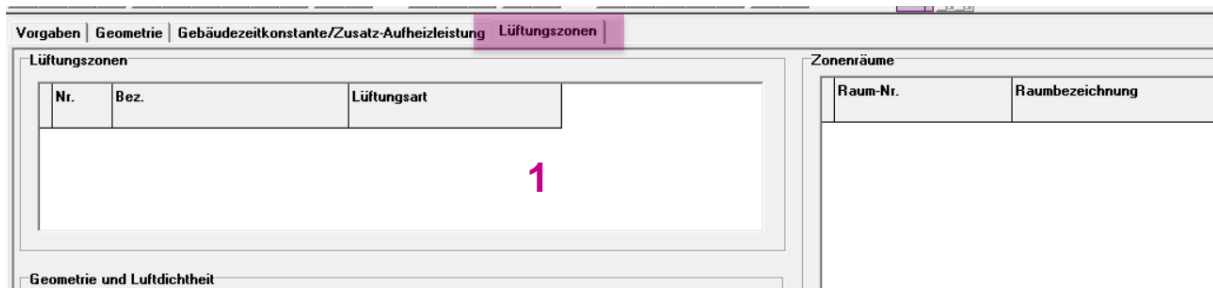 Vorgaben Geometrie Gebäudezeitkonstante/Zusatz-Aufheizleistung Lüftungszonen
Lüftungszonen
Nr. Bez. Lüftungsart
1
Geometrie und Luftdichtheit
Zonenräume
Raum-Nr. Raumbezeichnung